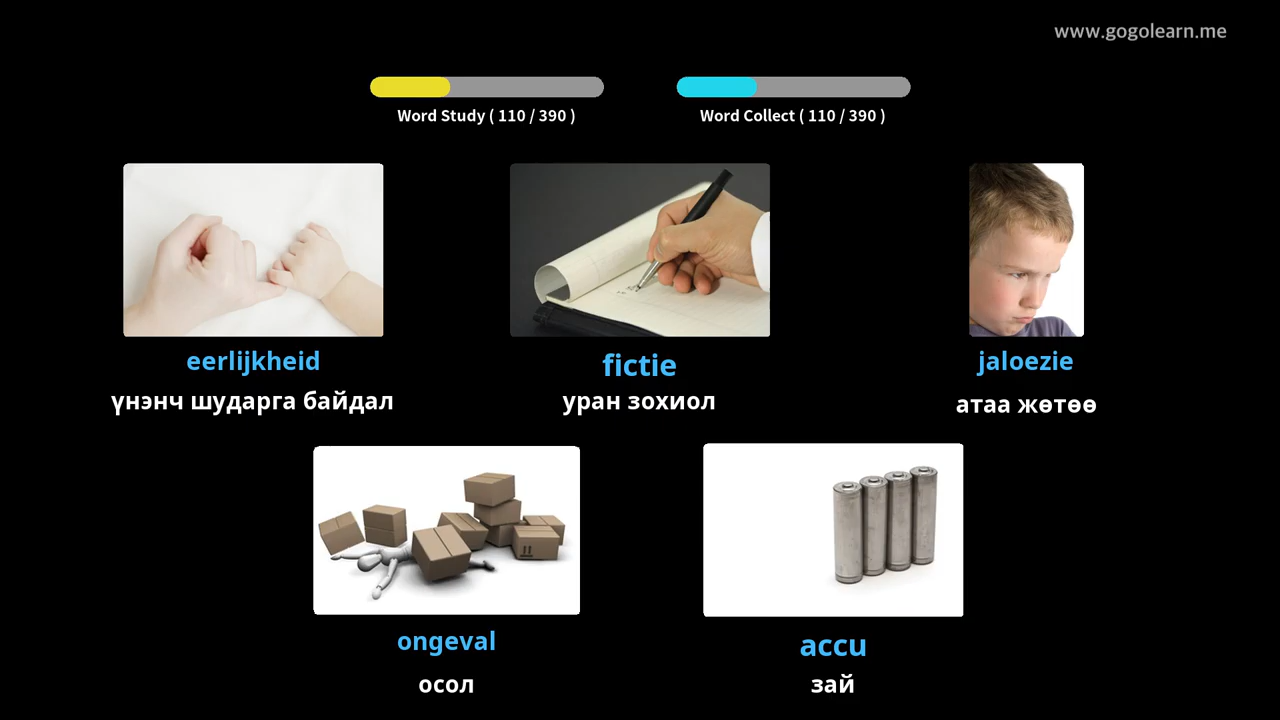 www.gogolearn.me
Word Study ( 110 / 390 )
Word Collect ( 110 / 390 )
eerlijkheid
үнэнч шударга байдал
fictie
уран зохиол
jaloezie
атаа жөтөө
ongeval
осол
accu
зай